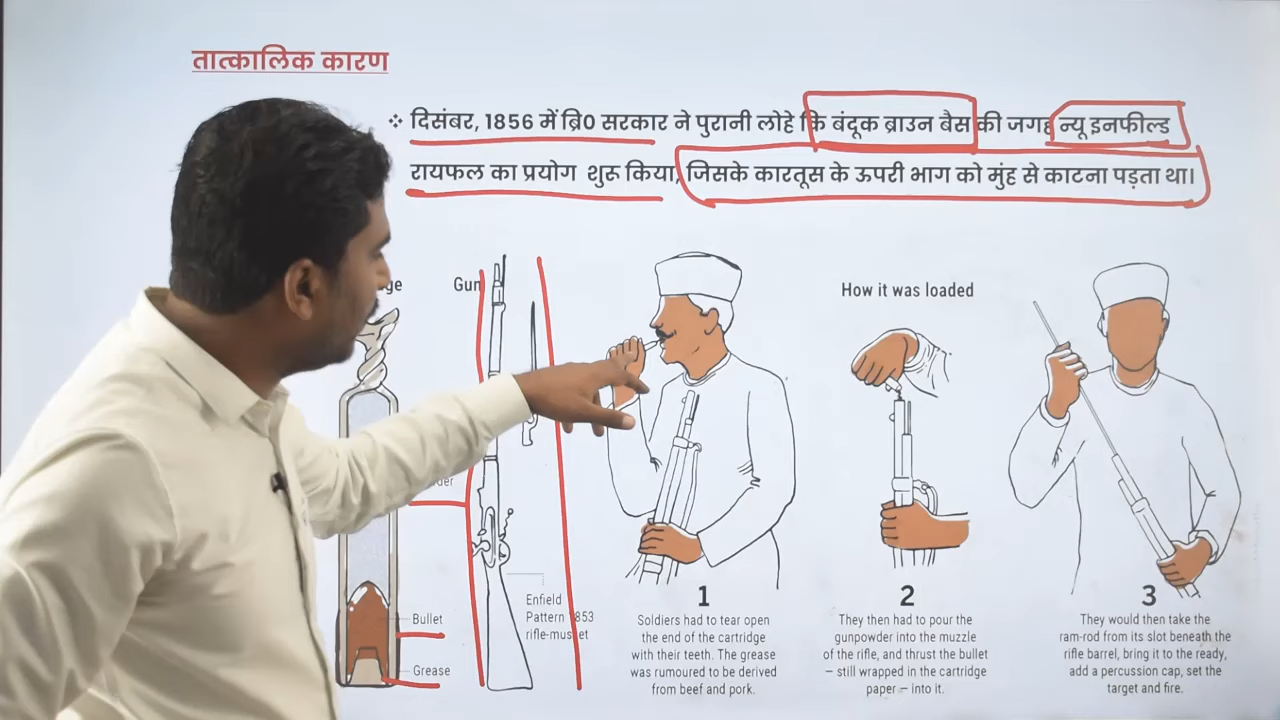 तात्कालिक कारण
❖ दिसंबर, 1856 में ब्रि0 सरकार ने पुरानी लोहे कि बंदूक ब्राउन बैस की जगह न्यू इनफील्ड
रायफल का प्रयोग शुरू किया, जिसके कारतूस के ऊपरी भाग को मुंह से काटना पड़ता था।
Gun
How it was loaded
Bullet
Grease
Enfield
Pattern 1853
rifle-musket
1
Soldiers had to tear open
the end of the cartridge
with their teeth. The grease
was rumoured to be derived
from beef and pork.
2
They then had to pour the
gunpowder into the muzzle
of the rifle, and thrust the bullet
– still wrapped in the cartridge
paper – into it.
3
They would then take the
ram-rod from its slot beneath the
rifle barrel, bring it to the ready,
add a percussion cap, set the
target and fire.